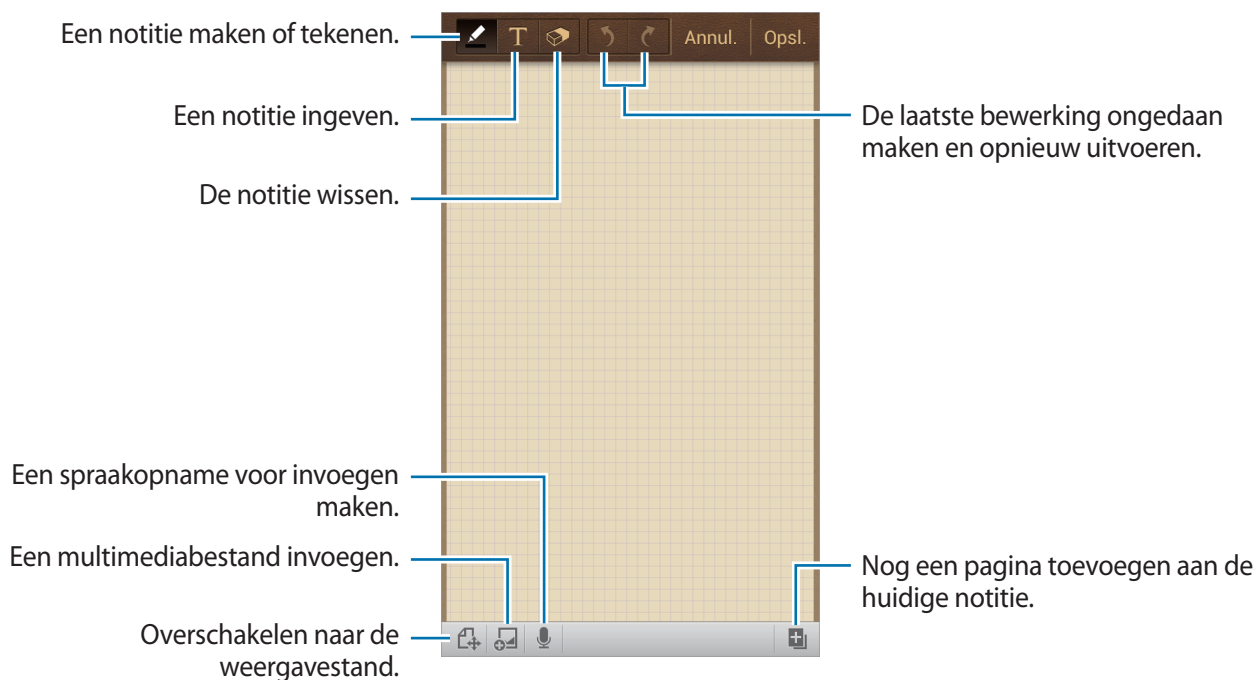 Een notitie maken of tekenen.
T
Annul.
Opsl.
Een notitie ingeven.
De laatste bewerking ongedaan
maken en opnieuw uitvoeren.
De notitie wissen.
Een spraakopname voor invoegen
maken.
Een multimediabestand invoegen.
Nog een pagina toevoegen aan de
huidige notitie.
Overschakelen naar de
weergavestand.